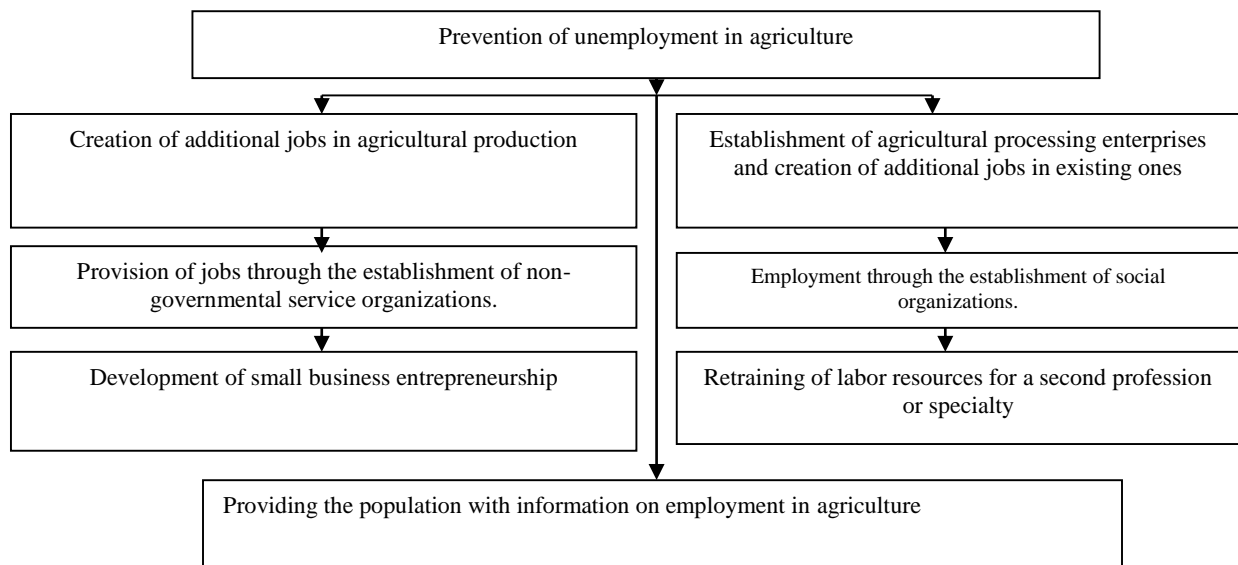 Prevention of unemployment in agriculture
Creation of additional jobs in agricultural production
Establishment of agricultural processing enterprises
and creation of additional jobs in existing ones
Provision of jobs through the establishment of non-
governmental service organizations.
Employment through the establishment of social
organizations.
Development of small business entrepreneurship
Retraining of labor resources for a second profession
or specialty
Providing the population with information on employment in agriculture